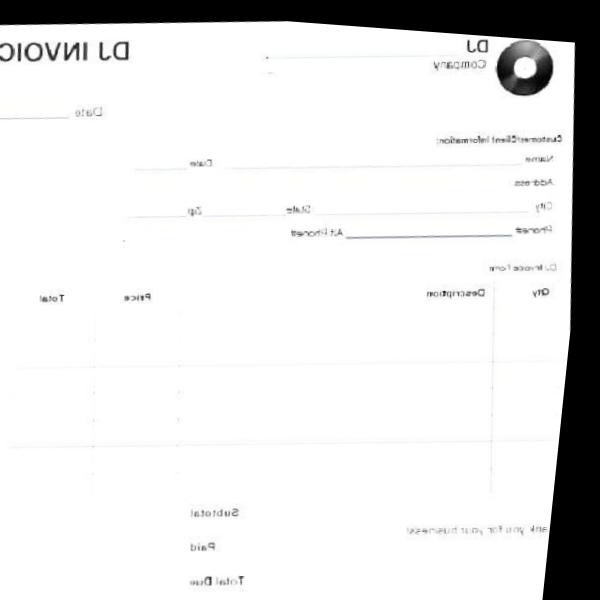 DJ INVOIC
DJ
Company
Date
Customer/Client Information:
Name Date
Address
City State Zip
Phone# Alt Phone#
DJ Invoice Form
Qty Description Price Total
Subtotal
ank you for your business!
Paid
Total Due